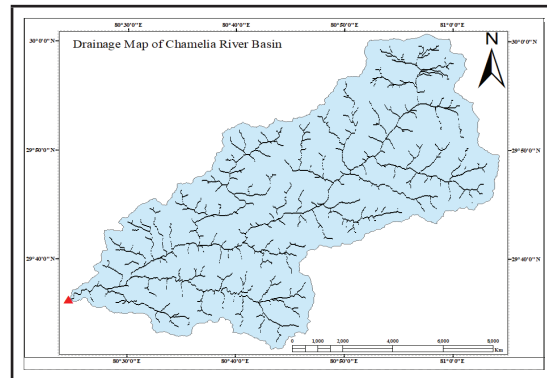 80°30'0"E 80°40'0"E 80°50'0"E 81°0'0"E
Drainage Map of Chamelia River Basin
N
30°0'0"N 30°0'0"N
29°50'0"N 29°50'0"N
29°40'0"N 29°40'0"N
0 1,000 2,000 4,000 6,000 8,000
Km
80°30'0"E 80°40'0"E 80°50'0"E 81°0'0"E